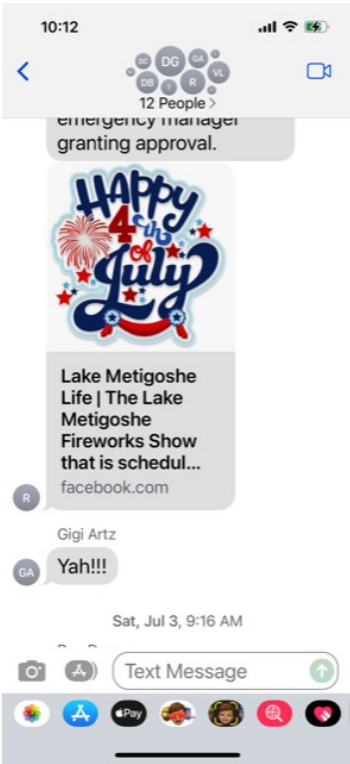 10:12
DC DG GA
DB T R VL
12 People >
emergency manager
granting approval.
HAPPY
4th
of
July
Lake Metigoshe
Life | The Lake
Metigoshe
Fireworks Show
that is schedul...
facebook.com
R
Gigi Artz
GA
Yah!!!
Sat, Jul 3, 9:16 AM
Text Message
Pay